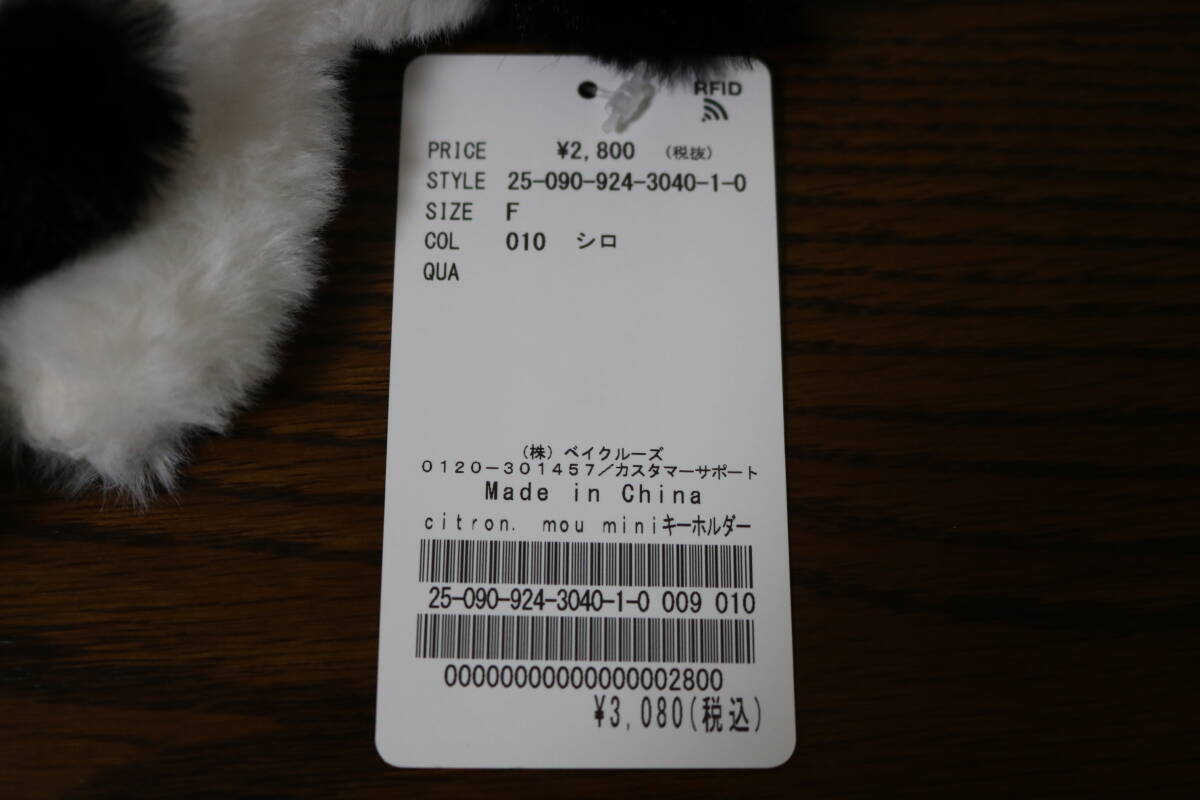 RFID
PRICE ¥2,800 (税抜)
STYLE 25-090-924-3040-1-0
SIZE F
COL 010 シロ
QUA
(株)ベイクルーズ
0120-301457/カスタマーサポート
Made in China
citron. mou miniキーホルダー
25-090-924-3040-1-0 009 010
00000000000000002800
¥3,080(税込)